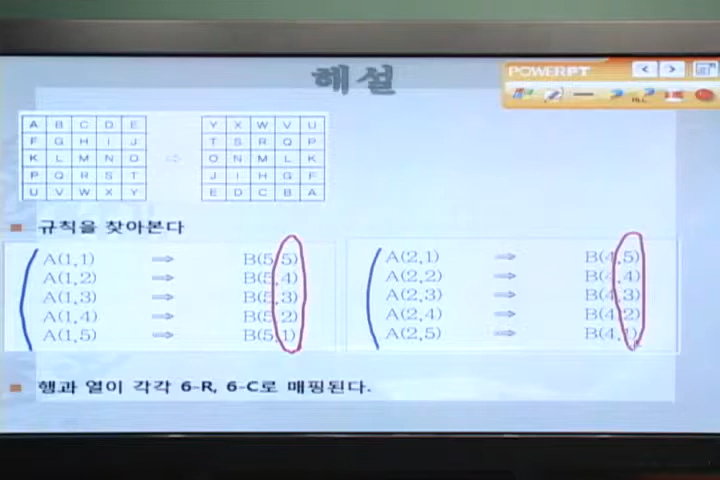 해설
POWERPT
A B C D E
F G H I J
K L M N O
P Q R S T
U V W X Y
⇨
Y X W V U
T S R Q P
O N M L K
J I H G F
E D C B A
규칙을 찾아본다
A(1,1) ⇒ B(5,5)
A(1,2) ⇒ B(5,4)
A(1,3) ⇒ B(5,3)
A(1,4) ⇒ B(5,2)
A(1,5) ⇒ B(5,1)
A(2,1) ⇒ B(4,5)
A(2,2) ⇒ B(4,4)
A(2,3) ⇒ B(4,3)
A(2,4) ⇒ B(4,2)
A(2,5) ⇒ B(4,1)
행과 열이 각각 6-R, 6-C로 매핑된다.